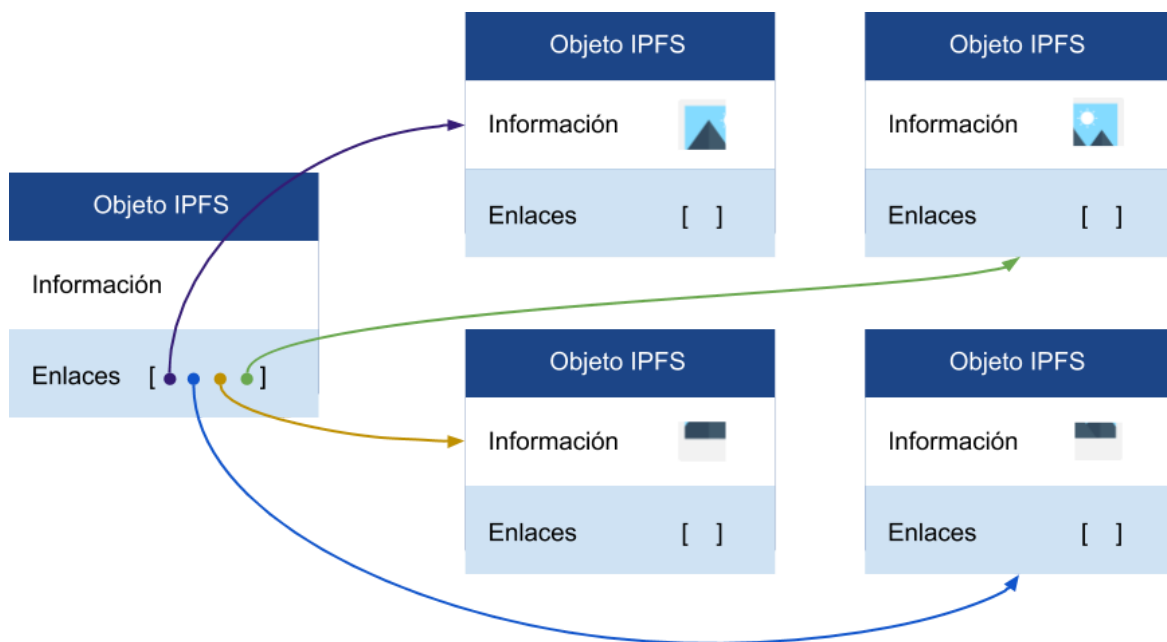 Objeto IPFS
Información
Enlaces [ ]
Objeto IPFS
Información
Enlaces [ ]
Objeto IPFS
Información
Enlaces [ ]
Objeto IPFS
Información
Enlaces [ ]
Objeto IPFS
Información
Enlaces [ ]